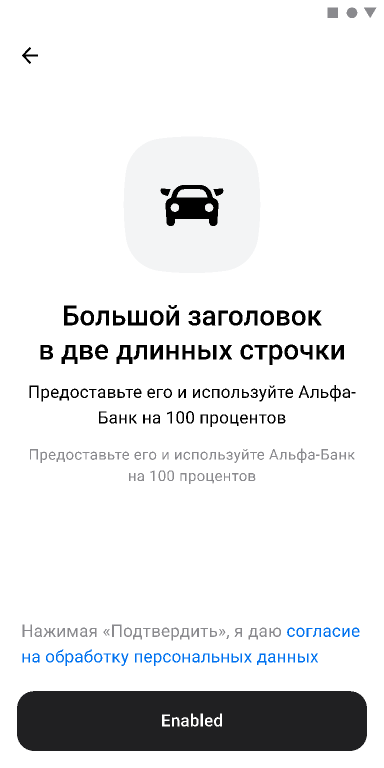 Большой заголовок
в две длинных строчки
Предоставьте его и используйте Альфа-
Банк на 100 процентов
Предоставьте его и используйте Альфа-Банк
на 100 процентов
Нажимая «Подтвердить», я даю согласие
на обработку персональных данных
Enabled